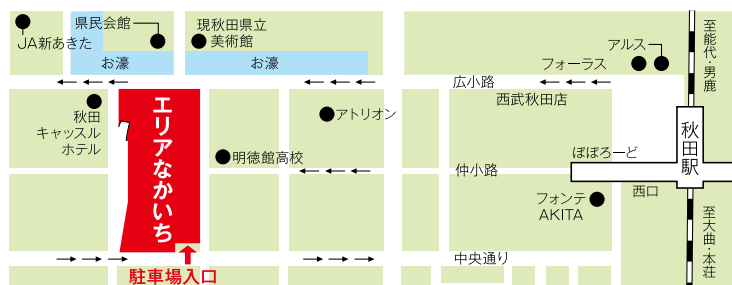 県民会館
JA新あきた
お濠
現秋田県立
美術館
お濠
アルス
フォーラス
至能代・男鹿
広小路
西武秋田店
秋田
キャッスル
ホテル
エリアなかいち
アトリオン
明徳館高校
ぽぽろーど
秋田駅
仲小路
西口
フォンテ
AKITA
至大曲・本荘
中央通り
駐車場入口